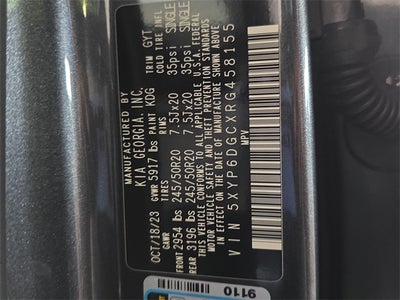 MANUFACTURED BY
KIA GEORGIA, INC.
OCT/18/23 GVWR 5917 lbs PAINT KDG TRIM GYT
GAWR TIRES RIMS COLD TIRE INFL.
FRONT 2954 lbs 245/50R20 7.5JX20 35psi SINGLE
REAR 3196 lbs 245/50R20 7.5JX20 35psi SINGLE
THIS VEHICLE CONFORMS TO ALL APPLICABLE U.S.A. FEDERAL
MOTOR VEHICLE SAFETY AND THEFT PREVENTION STANDARDS
IN EFFECT ON THE DATE OF MANUFACTURE SHOWN ABOVE.
VIN 5XYP6DGCXRG458155
MPV
9110